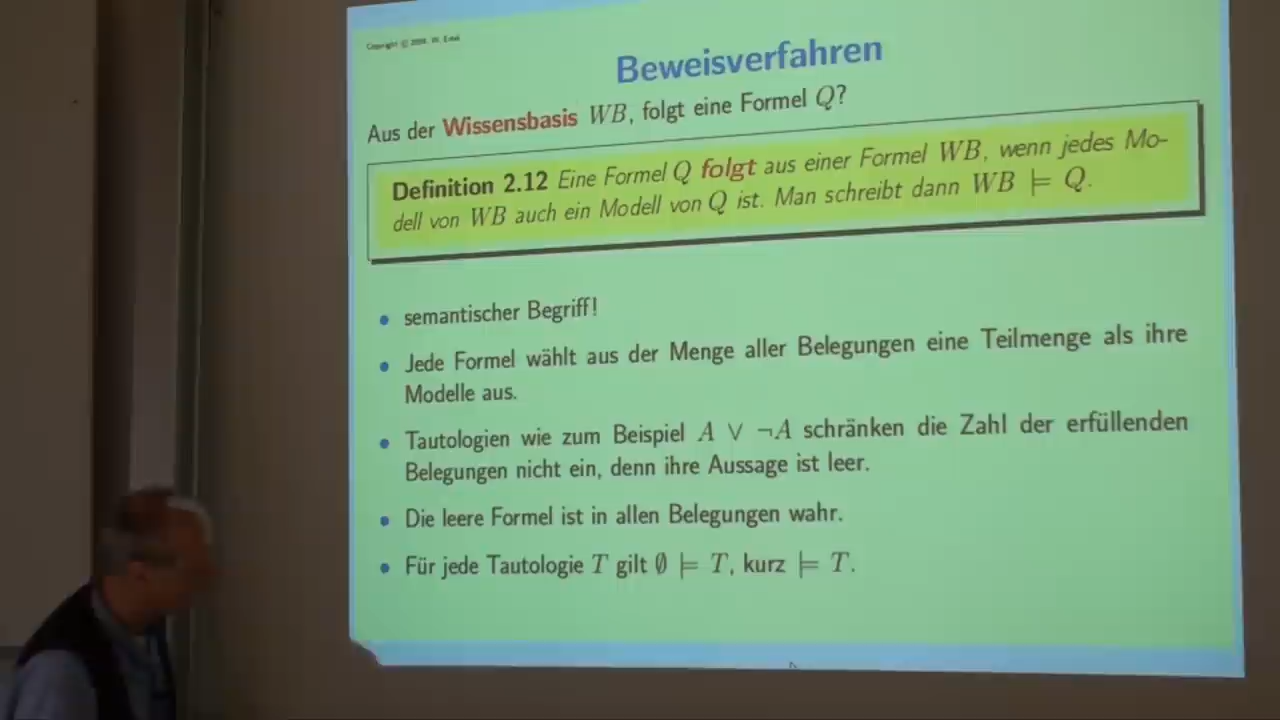 Copyright © 2009, W. Ertel
Beweisverfahren
Aus der Wissensbasis WB, folgt eine Formel Q?
Definition 2.12 Eine Formel Q folgt aus einer Formel WB, wenn jedes Mo-
dell von WB auch ein Modell von Q ist. Man schreibt dann WB ⊨ Q.
• semantischer Begriff!
• Jede Formel wählt aus der Menge aller Belegungen eine Teilmenge als ihre
Modelle aus.
• Tautologien wie zum Beispiel A ∨ ¬A schränken die Zahl der erfüllenden
Belegungen nicht ein, denn ihre Aussage ist leer.
• Die leere Formel ist in allen Belegungen wahr.
• Für jede Tautologie T gilt ∅ ⊨ T, kurz ⊨ T.